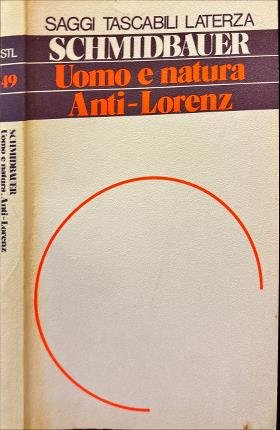 SAGGI TASCABILI LATERZA
STL
SCHMIDBAUER
49
Uomo e natura
Anti-Lorenz
SCHMIDBAUER
Uomo e natura. Anti-Lorenz